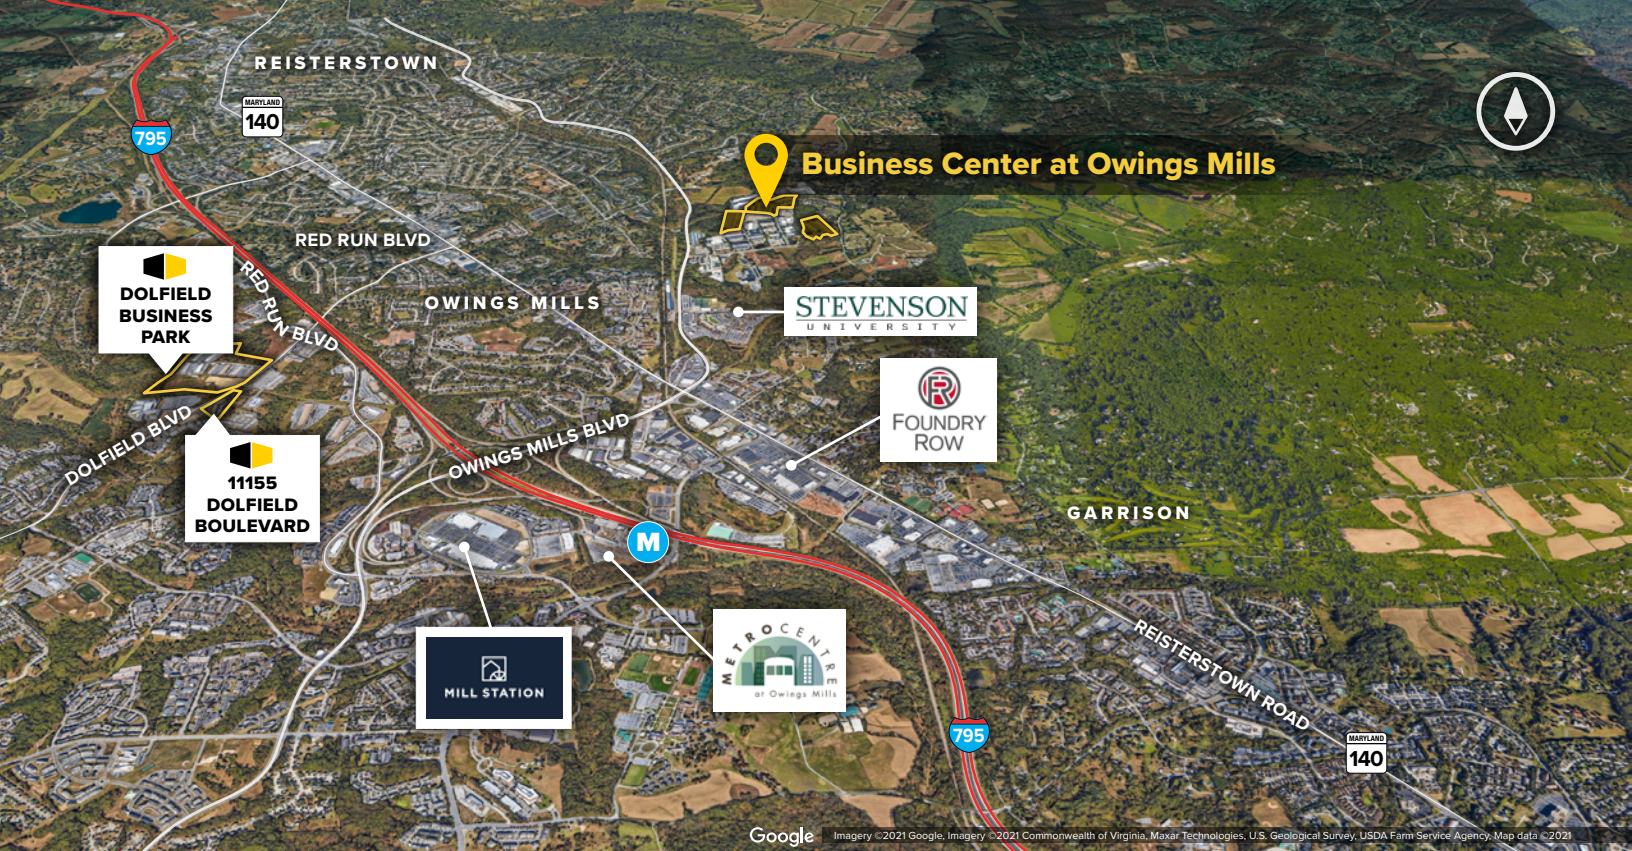 REISTERSTOWN
MARYLAND
140
795
Business Center at Owings Mills
RED RUN BLVD
RED RUN BLVD
OWINGS MILLS
DOLFIELD
BUSINESS
PARK
STEVENSON
UNIVERSITY
FR
FOUNDRY
ROW
DOLFIELD BLVD
OWINGS MILLS BLVD
11155
DOLFIELD
BOULEVARD
GARRISON
M
MILL STATION
METROCENTRE
at Owings Mills
REISTERSTOWN ROAD
795
MARYLAND
140
Google
Imagery ©2021 Google, Imagery ©2021 Commonwealth of Virginia, Maxar Technologies, U.S. Geological Survey, USDA Farm Service Agency, Map data ©2021